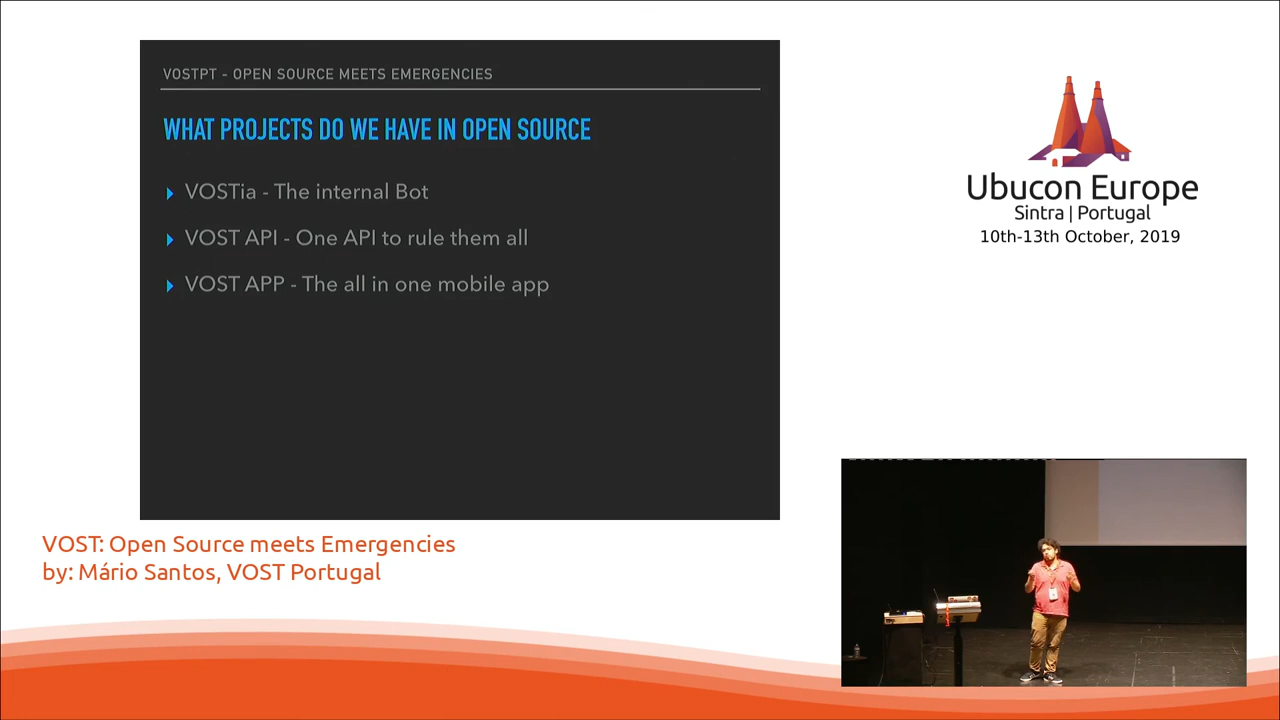 VOSTPT - OPEN SOURCE MEETS EMERGENCIES
WHAT PROJECTS DO WE HAVE IN OPEN SOURCE
VOSTia - The internal Bot
VOST API - One API to rule them all
VOST APP - The all in one mobile app
Ubucon Europe
Sintra | Portugal
10th-13th October, 2019
VOST: Open Source meets Emergencies
by: Mário Santos, VOST Portugal